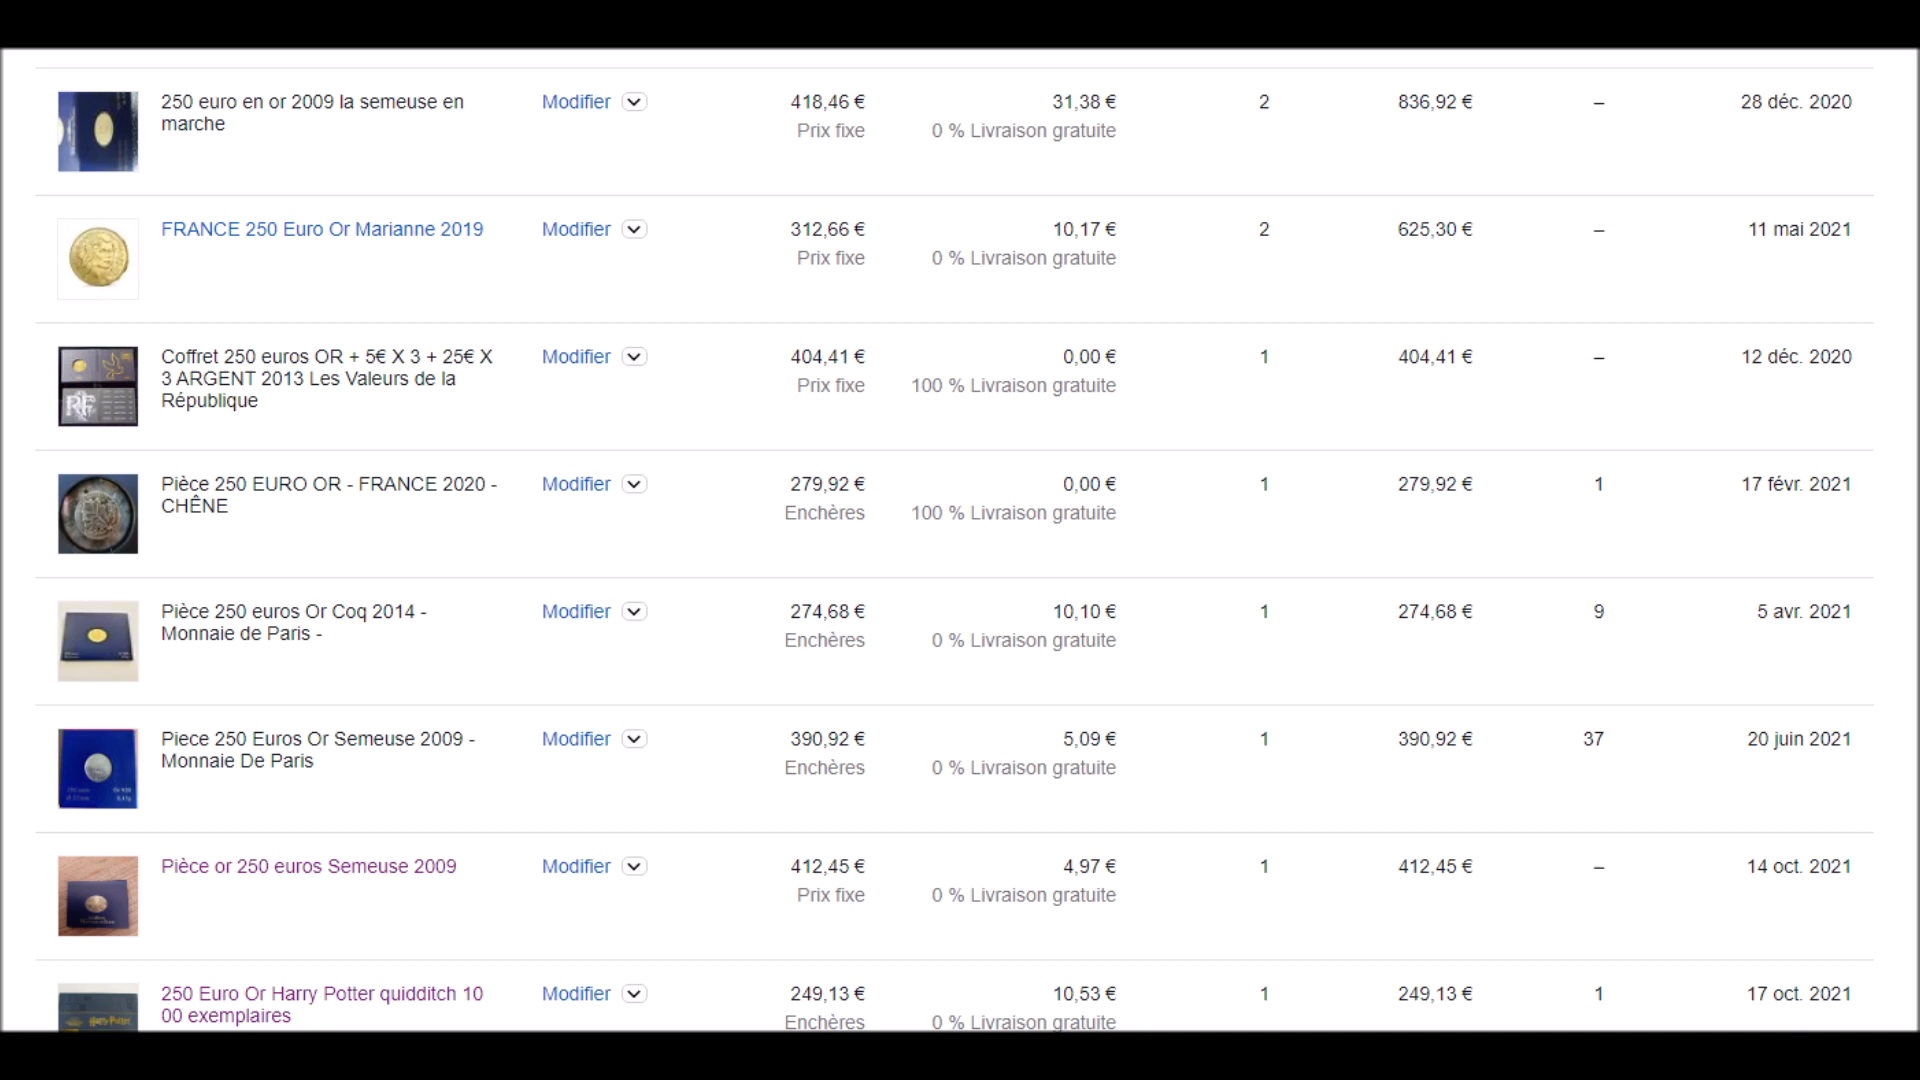 250 euro en or 2009 la semeuse en
marche
Modifier
418,46 €
Prix fixe
31,38 €
0 % Livraison gratuite
2
836,92 €
–
28 déc. 2020
FRANCE 250 Euro Or Marianne 2019
Modifier
312,66 €
Prix fixe
10,17 €
0 % Livraison gratuite
2
625,30 €
–
11 mai 2021
Coffret 250 euros OR + 5€ X 3 + 25€ X
3 ARGENT 2013 Les Valeurs de la
République
Modifier
404,41 €
Prix fixe
0,00 €
100 % Livraison gratuite
1
404,41 €
–
12 déc. 2020
RF
Pièce 250 EURO OR - FRANCE 2020 -
CHÊNE
Modifier
279,92 €
Enchères
0,00 €
100 % Livraison gratuite
1
279,92 €
1
17 févr. 2021
Pièce 250 euros Or Coq 2014 -
Monnaie de Paris -
Modifier
274,68 €
Enchères
10,10 €
0 % Livraison gratuite
1
274,68 €
9
5 avr. 2021
Piece 250 Euros Or Semeuse 2009 -
Monnaie De Paris
Modifier
390,92 €
Enchères
5,09 €
0 % Livraison gratuite
1
390,92 €
37
20 juin 2021
Pièce or 250 euros Semeuse 2009
Modifier
412,45 €
Prix fixe
4,97 €
0 % Livraison gratuite
1
412,45 €
–
14 oct. 2021
250 Euro Or Harry Potter quidditch 10
00 exemplaires
Modifier
249,13 €
Enchères
10,53 €
0 % Livraison gratuite
1
249,13 €
1
17 oct. 2021
Harry Potter